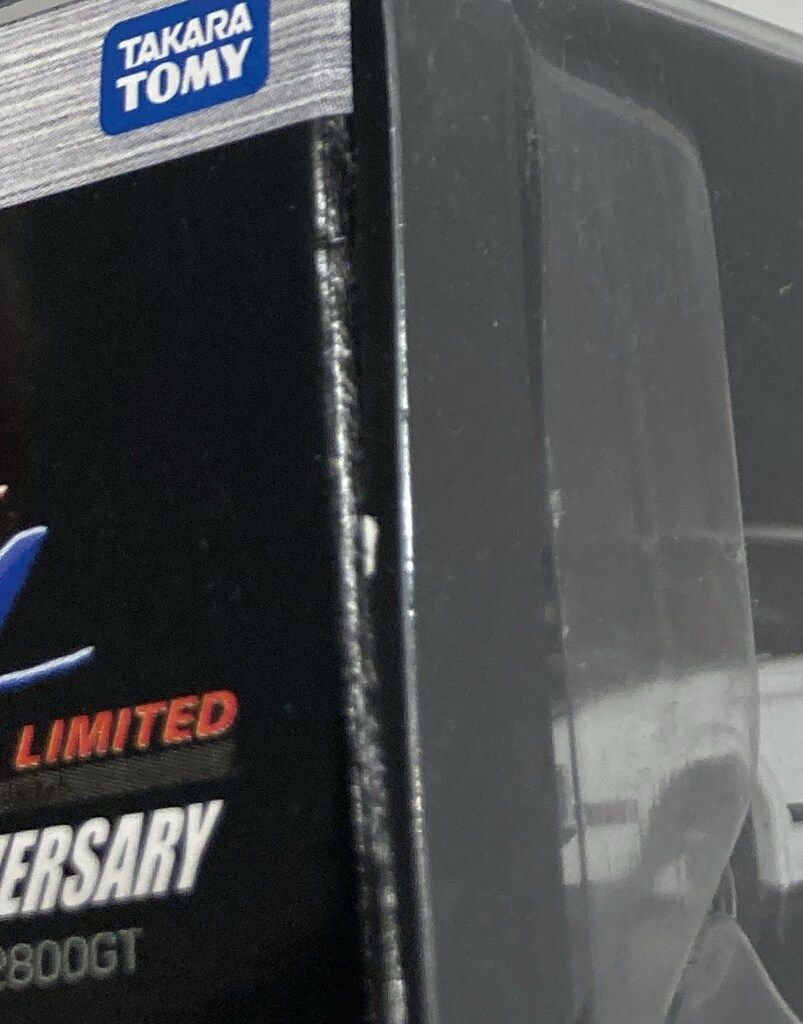 TAKARA
TOMY
LIMITED
ERSARY
2800GT